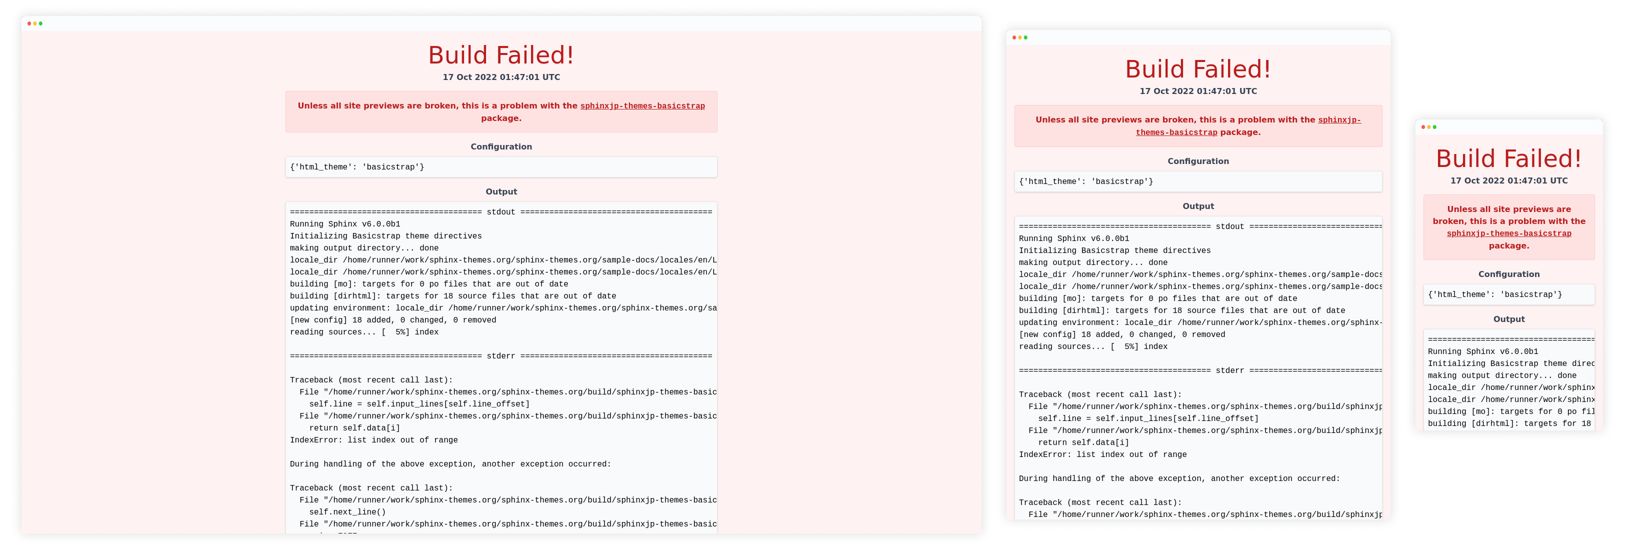 Build Failed!
17 Oct 2022 01:47:01 UTC
Unless all site previews are broken, this is a problem with the sphinxjp-themes-basicstrap
package.
Configuration
{'html_theme': 'basicstrap'}
Output
======================================== stdout ========================================
Running Sphinx v6.0.0b1
Initializing Basicstrap theme directives
making output directory... done
locale_dir /home/runner/work/sphinx-themes.org/sphinx-themes.org/sample-docs/locales/en/L
locale_dir /home/runner/work/sphinx-themes.org/sphinx-themes.org/sample-docs/locales/en/L
building [mo]: targets for 0 po files that are out of date
building [dirhtml]: targets for 18 source files that are out of date
updating environment: locale_dir /home/runner/work/sphinx-themes.org/sphinx-themes.org/sa
[new config] 18 added, 0 changed, 0 removed
reading sources... [  5%] index
======================================== stderr ========================================
Traceback (most recent call last):
  File "/home/runner/work/sphinx-themes.org/sphinx-themes.org/build/sphinxjp-themes-basic
    self.line = self.input_lines[self.line_offset]
  File "/home/runner/work/sphinx-themes.org/sphinx-themes.org/build/sphinxjp-themes-basic
    return self.data[i]
IndexError: list index out of range
During handling of the above exception, another exception occurred:
Traceback (most recent call last):
  File "/home/runner/work/sphinx-themes.org/sphinx-themes.org/build/sphinxjp-themes-basic
    self.next_line()
  File "/home/runner/work/sphinx-themes.org/sphinx-themes.org/build/sphinxjp-themes-basic
Build Failed!
17 Oct 2022 01:47:01 UTC
Unless all site previews are broken, this is a problem with the sphinxjp-
themes-basicstrap package.
Configuration
{'html_theme': 'basicstrap'}
Output
======================================== stdout ==================================
Running Sphinx v6.0.0b1
Initializing Basicstrap theme directives
making output directory... done
locale_dir /home/runner/work/sphinx-themes.org/sphinx-themes.org/sample-docs
locale_dir /home/runner/work/sphinx-themes.org/sphinx-themes.org/sample-docs
building [mo]: targets for 0 po files that are out of date
building [dirhtml]: targets for 18 source files that are out of date
updating environment: locale_dir /home/runner/work/sphinx-themes.org/sphinx-
[new config] 18 added, 0 changed, 0 removed
reading sources... [  5%] index
======================================== stderr ==================================
Traceback (most recent call last):
  File "/home/runner/work/sphinx-themes.org/sphinx-themes.org/build/sphinxjp
    self.line = self.input_lines[self.line_offset]
  File "/home/runner/work/sphinx-themes.org/sphinx-themes.org/build/sphinxjp
    return self.data[i]
IndexError: list index out of range
During handling of the above exception, another exception occurred:
Traceback (most recent call last):
  File "/home/runner/work/sphinx-themes.org/sphinx-themes.org/build/sphinxjp
Build Failed!
17 Oct 2022 01:47:01 UTC
Unless all site previews are
broken, this is a problem with the
sphinxjp-themes-basicstrap
package.
Configuration
{'html_theme': 'basicstrap'}
Output
===================================
Running Sphinx v6.0.0b1
Initializing Basicstrap theme direc
making output directory... done
locale_dir /home/runner/work/sphinx
locale_dir /home/runner/work/sphinx
building [mo]: targets for 0 po fil
building [dirhtml]: targets for 18